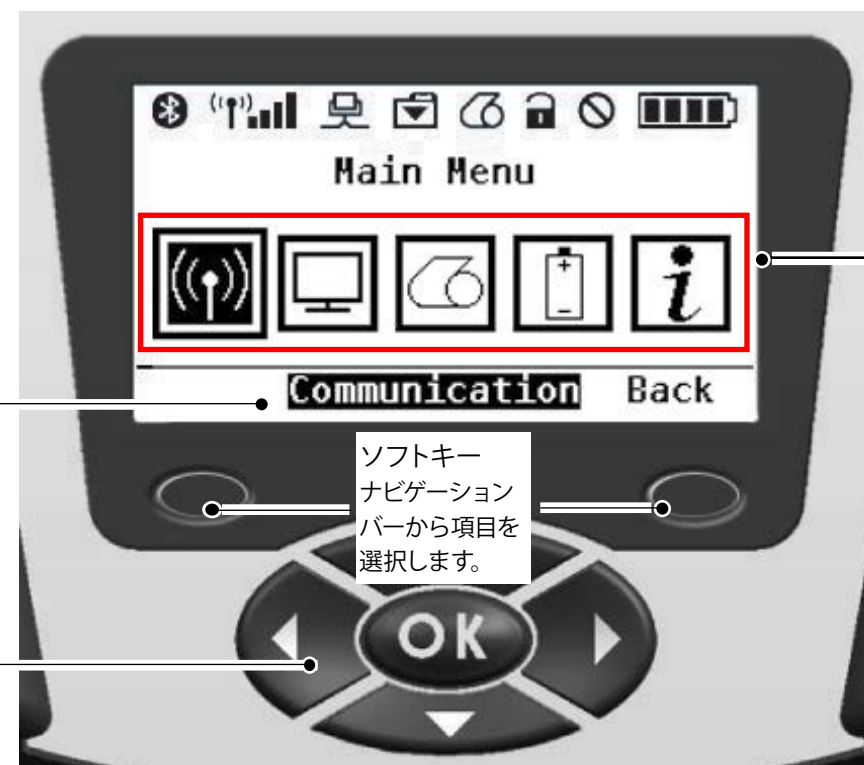 Main Menu
Communication Back
ソフトキー
ナビゲーション
バーから項目を
選択します。
OK